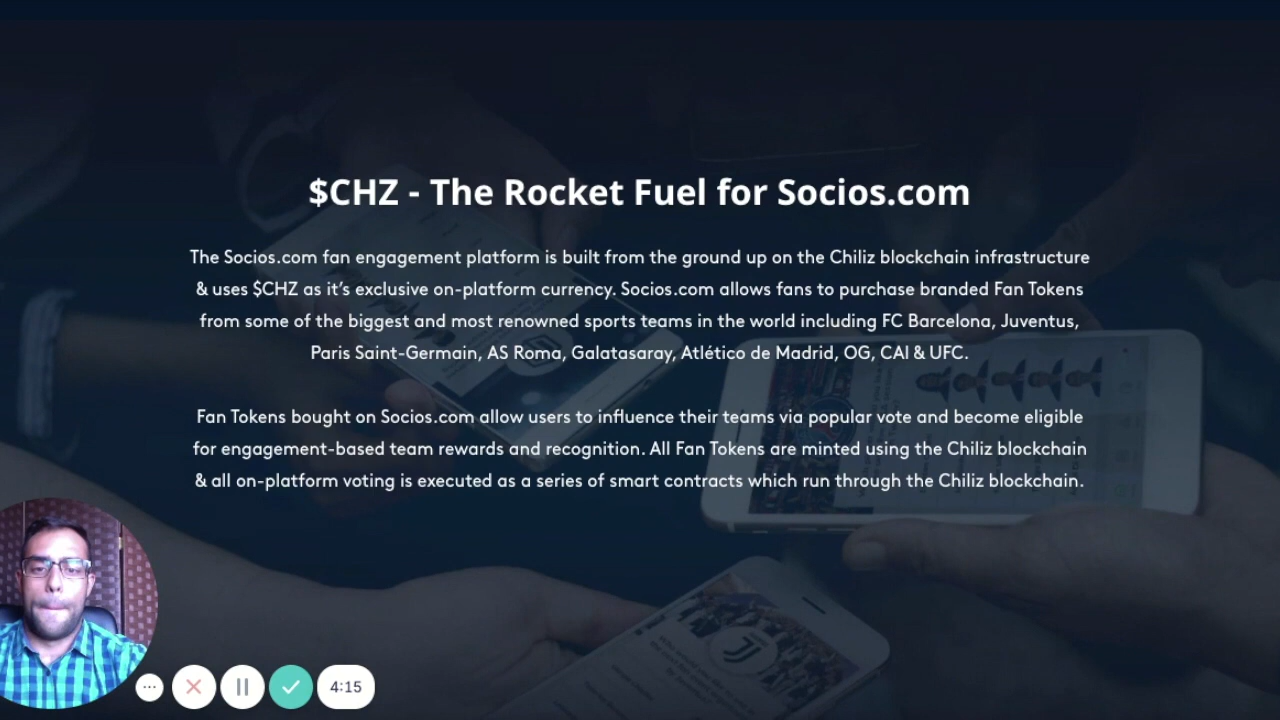 $CHZ - The Rocket Fuel for Socios.com
The Socios.com fan engagement platform is built from the ground up on the Chiliz blockchain infrastructure
& uses $CHZ as it’s exclusive on-platform currency. Socios.com allows fans to purchase branded Fan Tokens
from some of the biggest and most renowned sports teams in the world including FC Barcelona, Juventus,
Paris Saint-Germain, AS Roma, Galatasaray, Atlético de Madrid, OG, CAI & UFC.
Fan Tokens bought on Socios.com allow users to influence their teams via popular vote and become eligible
for engagement-based team rewards and recognition. All Fan Tokens are minted using the Chiliz blockchain
& all on-platform voting is executed as a series of smart contracts which run through the Chiliz blockchain.
4:15